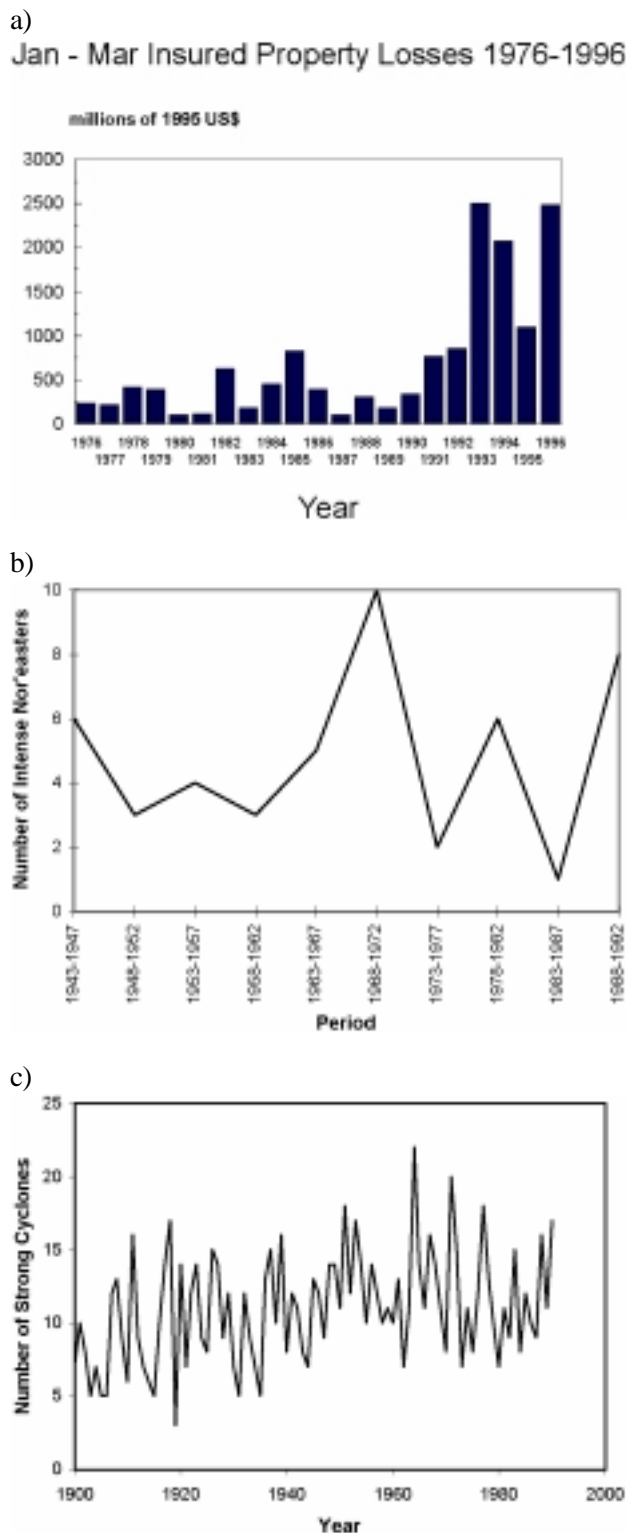 a)
Jan - Mar Insured Property Losses 1976-1996
millions of 1995 US$
3000
2500
2000
1500
1000
500
0
1976 1978 1980 1982 1984 1986 1988 1990 1992 1994 1996
1977 1979 1981 1983 1985 1987 1989 1991 1993 1995
Year
b)
Number of Intense Nor'easters
10
8
6
4
2
0
1943-1947
1948-1952
1953-1957
1958-1962
1963-1967
1968-1972
1973-1977
1978-1982
1983-1987
1988-1992
Period
c)
Number of Strong Cyclones
25
20
15
10
5
0
1900 1920 1940 1960 1980 2000
Year